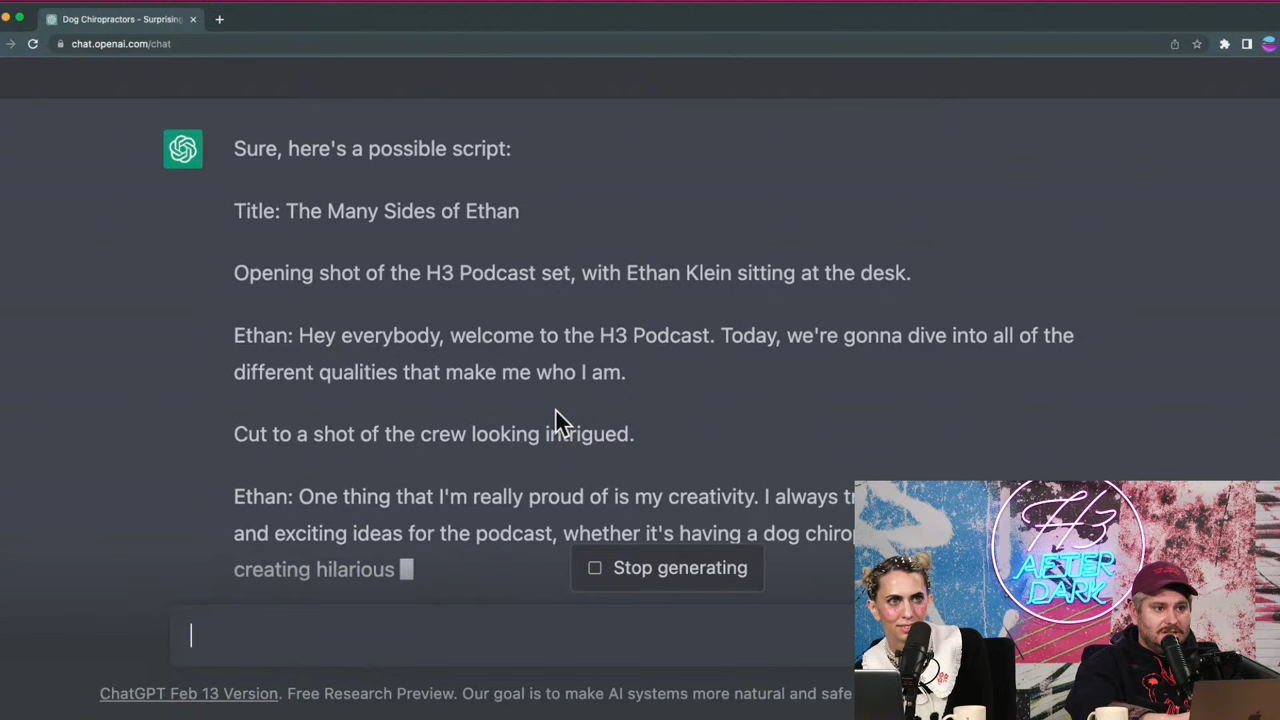 Dog Chiropractors - Surprising
chat.openai.com/chat
Sure, here's a possible script:
Title: The Many Sides of Ethan
Opening shot of the H3 Podcast set, with Ethan Klein sitting at the desk.
Ethan: Hey everybody, welcome to the H3 Podcast. Today, we're gonna dive into all of the
different qualities that make me who I am.
Cut to a shot of the crew looking intrigued.
Ethan: One thing that I'm really proud of is my creativity. I always
and exciting ideas for the podcast, whether it's having a dog
creating hilarious
Stop generating
ChatGPT Feb 13 Version. Free Research Preview. Our goal is to make AI systems more natural and safe
H3
AFTER
DARK